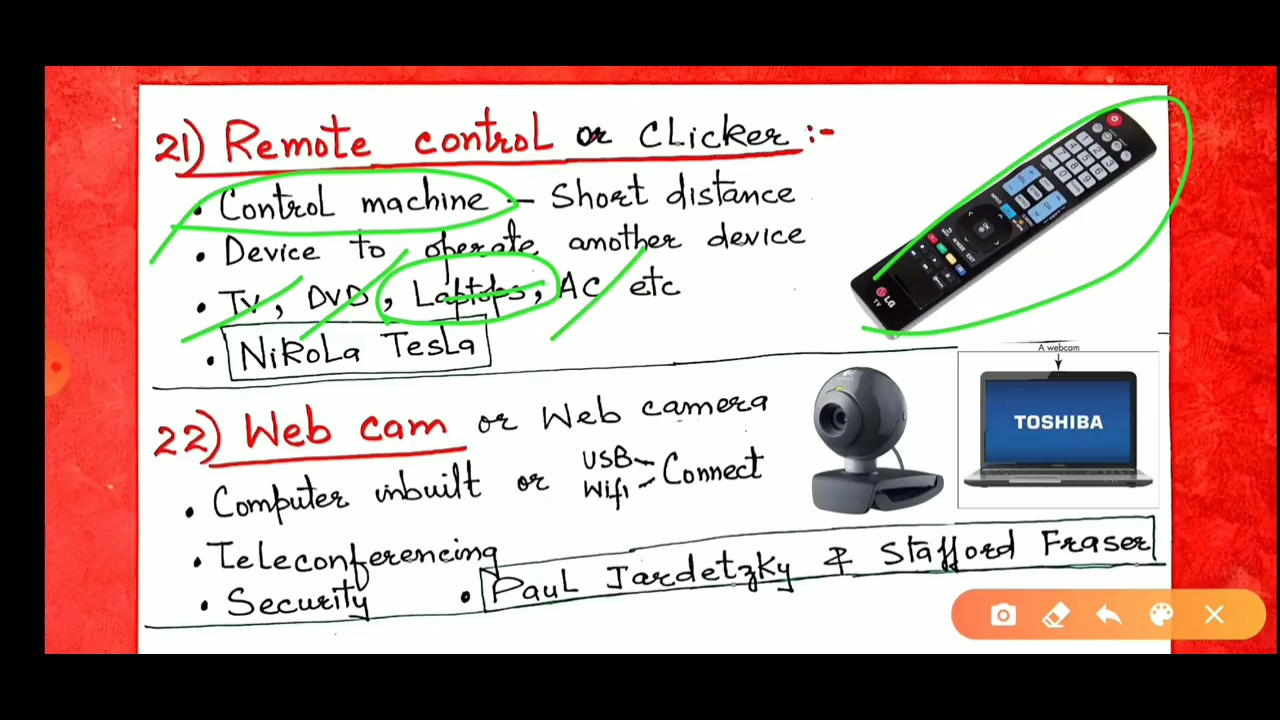 21) Remote control or Clicker :-
• Control machine - Short distance
• Device to operate another device
• TV, DVD, Laptops, AC etc
• NiKoLa TesLa
LG
TV
22) Web cam or Web camera
• Computer inbuilt or USB Wifi - Connect
• Teleconferencing
• Security
• Paul Jardetzky & Stafford Fraser
A webcam
TOSHIBA